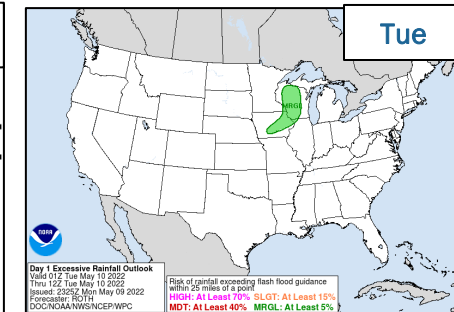 Tue
MRGL
NOAA
Day 1 Excessive Rainfall Outlook
Valid 01Z Tue May 10 2022
Thru 12Z Tue May 10 2022
Issued: 2325Z Mon May 09 2022
Forecaster: ROTH
DOC/NOAA/NWS/NCEP/WPC
Risk of rainfall exceeding flash flood guidance
within 25 miles of a point
HIGH: At Least 70% SLGT: At Least 15%
MDT: At Least 40% MRGL: At Least 5%